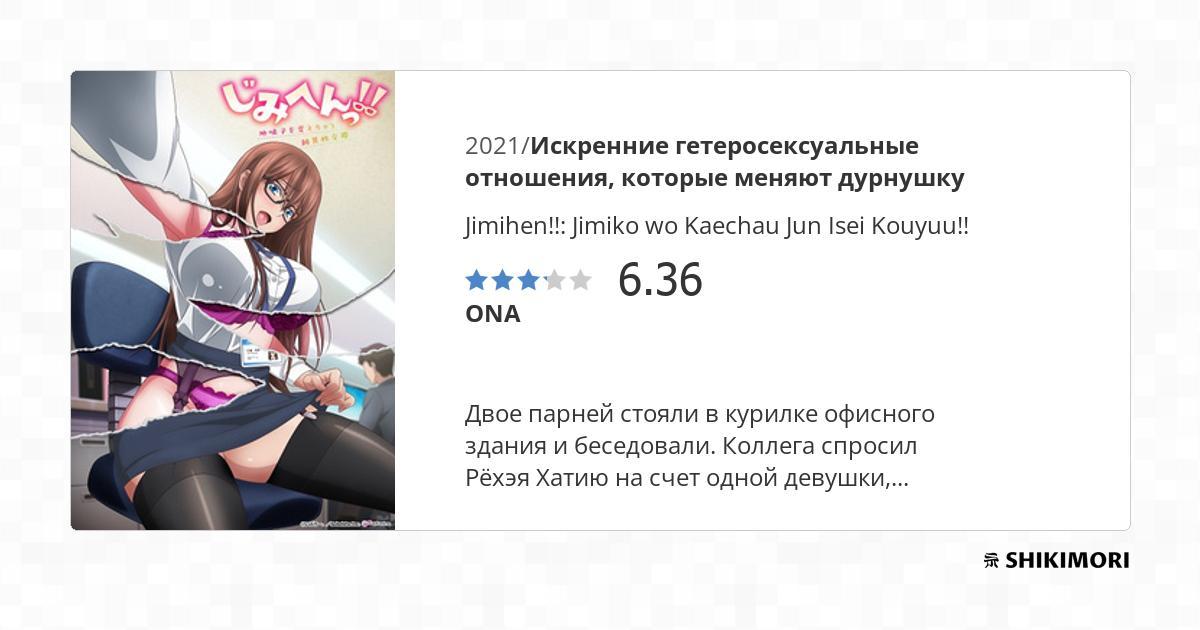 じみへんっ!!
2021/Искренние гетеросексуальные
отношения, которые меняют дурнушку
Jimihen!!: Jimiko wo Kaechau Jun Isei Kouyuu!!
6.36
ONA
Двое парней стояли в курилке офисного
здания и беседовали. Коллега спросил
Рёхэя Хатию на счет одной девушки,...
SHIKIMORI